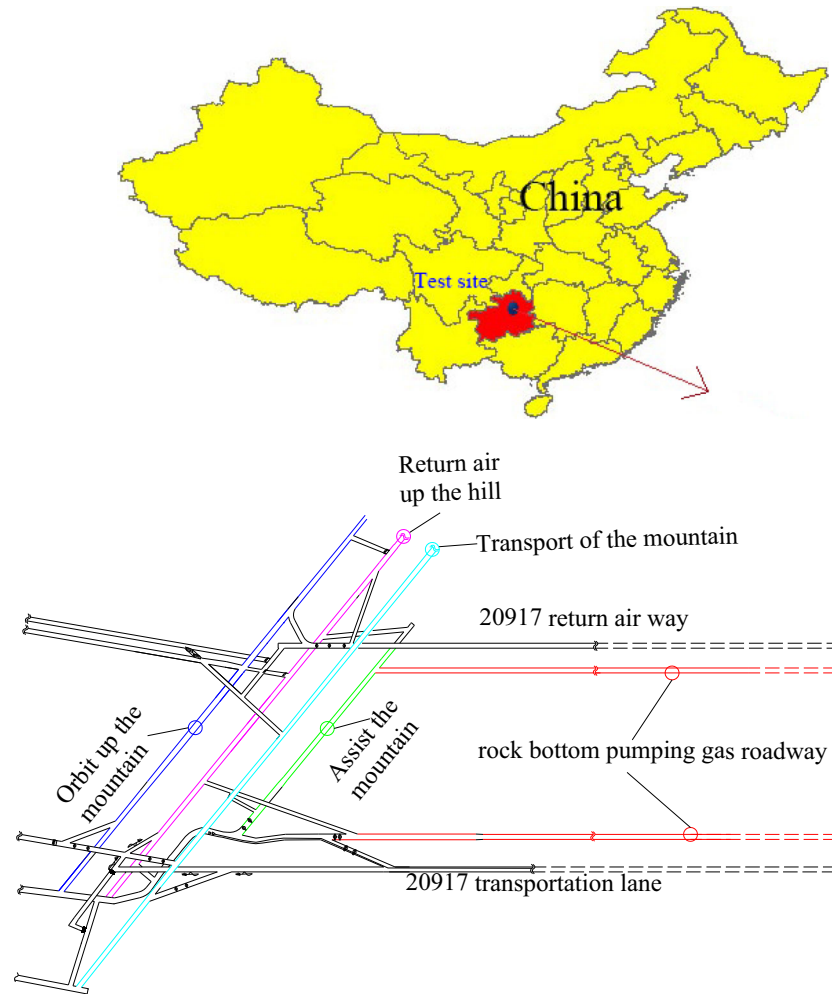 China
Test site
Return air
up the hill
Transport of the mountain
20917 return air way
Orbit up the
mountain
Assist the
mountain
rock bottom pumping gas roadway
20917 transportation lane